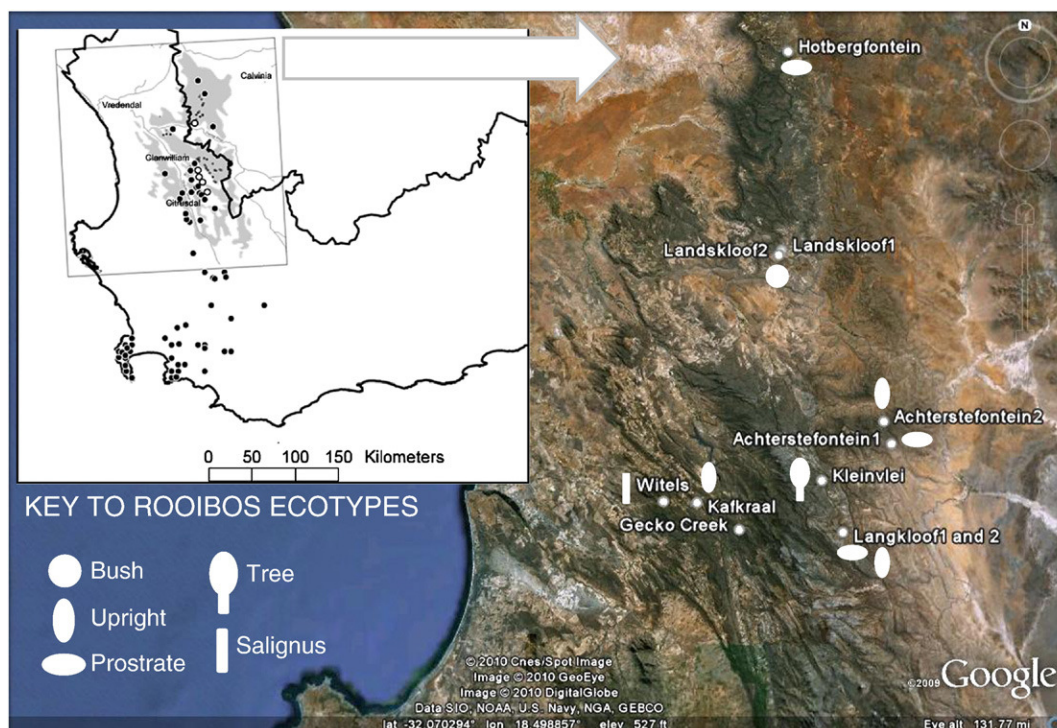 N
Hotbergfontein
Calvinia
Vredendal
Clanwilliam
Citrusdal
Landskloof2
Landskloof1
Achterstefontein2
Achterstefontein1
0 50 100 150 Kilometers
Witels
Kleinvlei
Kafkraal
KEY TO ROOIBOS ECOTYPES
Gecko Creek
Langkloof1 and 2
Bush
Tree
Upright
Salignus
Prostrate
© 2010 Cnes/Spot Image
Image © 2010 GeoEye
Image © 2010 DigitalGlobe
Data SIO, NOAA, U.S. Navy, NGA, GEBCO
©2009 Google
lat -32.070294° lon 18.498857° elev 527 ft Eye alt 131.77 mi